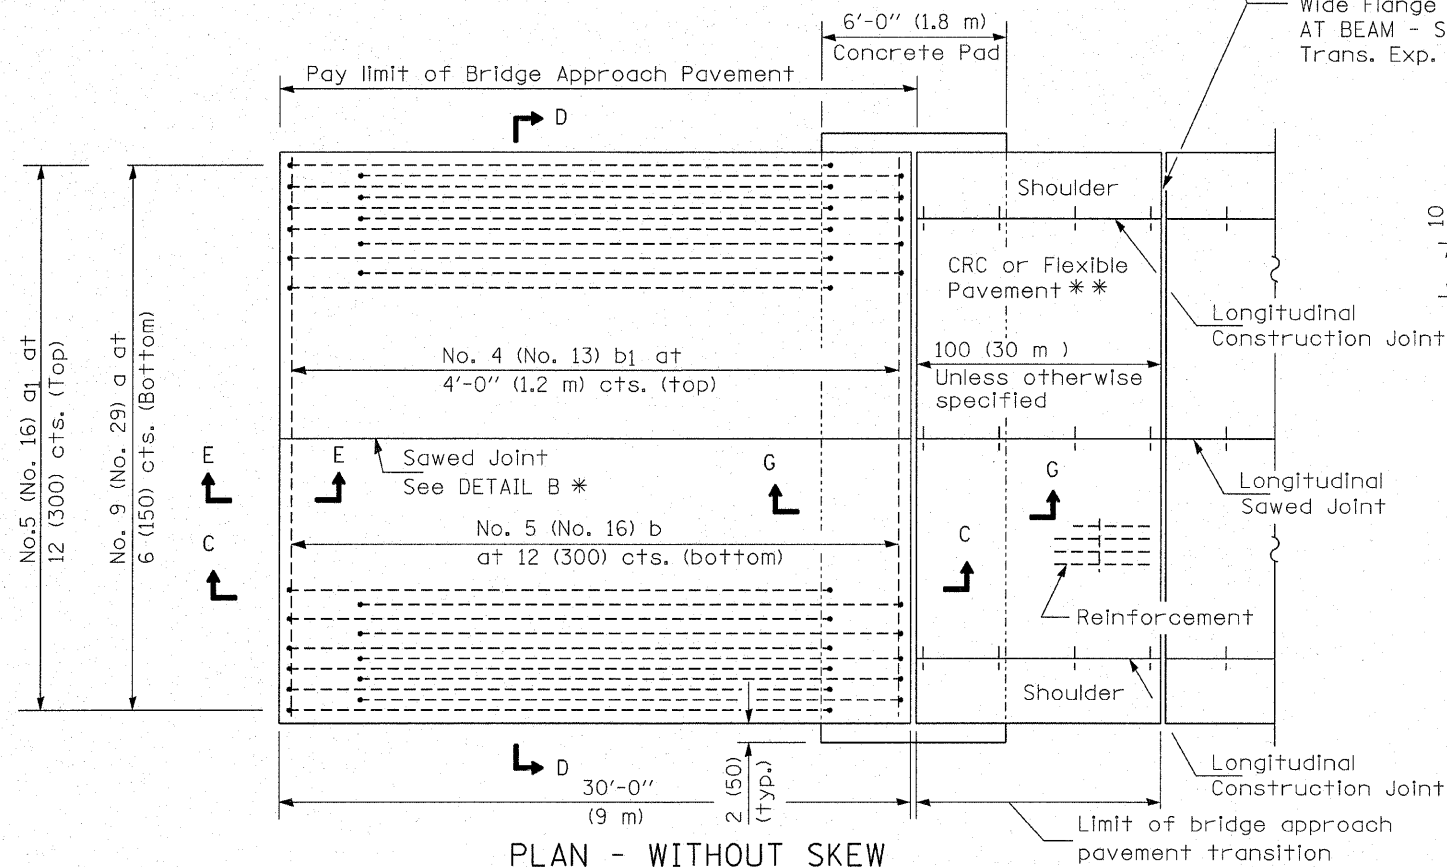 Wide Flange
AT BEAM - S
Trans. Exp.
6'-0" (1.8 m)
Concrete Pad
Pay limit of Bridge Approach Pavement
D
Shoulder
10
CRC or Flexible
Pavement * *
Longitudinal
Construction Joint
No. 4 (No. 13) b1 at
4'-0" (1.2 m) cts. (top)
100 (30 m )
Unless otherwise
specified
No.5 (No. 16) a1 at
12 (300) cts. (Top)
No. 9 (No. 29) a at
6 (150) cts. (Bottom)
E
E
Sawed Joint
See DETAIL B *
G
G
Longitudinal
Sawed Joint
No. 5 (No. 16) b
at 12 (300) cts. (bottom)
C
C
Reinforcement
Shoulder
D
30'-0"
(9 m)
2 (50)
(typ.)
Longitudinal
Construction Joint
Limit of bridge approach
pavement transition
PLAN - WITHOUT SKEW